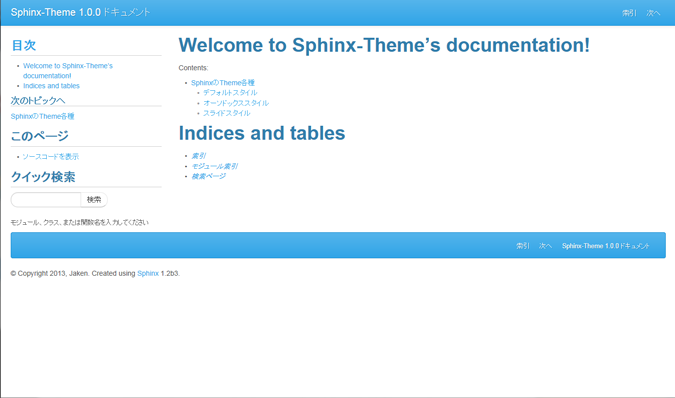 Sphinx-Theme 1.0.0 ドキュメント
索引 次へ
目次
Welcome to Sphinx-Theme's
documentation!
Indices and tables
次のトピックへ
SphinxのTheme各種
このページ
ソースコードを表示
クイック検索
検索
モジュール、クラス、または関数名を入力してください
Welcome to Sphinx-Theme's documentation!
Contents:
SphinxのTheme各種
デフォルトスタイル
オーソドックススタイル
スライドスタイル
Indices and tables
索引
モジュール索引
検索ページ
索引 次へ Sphinx-Theme 1.0.0 ドキュメント
© Copyright 2013, Jaken. Created using Sphinx 1.2b3.